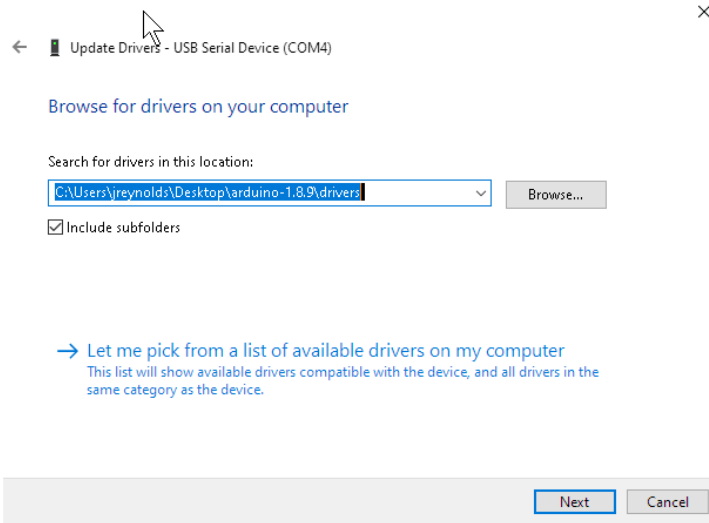 Update Drivers - USB Serial Device (COM4)
Browse for drivers on your computer
Search for drivers in this location:
C:\Users\jreynolds\Desktop\arduino-1.8.9\drivers
Browse...
Include subfolders
Let me pick from a list of available drivers on my computer
This list will show available drivers compatible with the device, and all drivers in the
same category as the device.
Next
Cancel